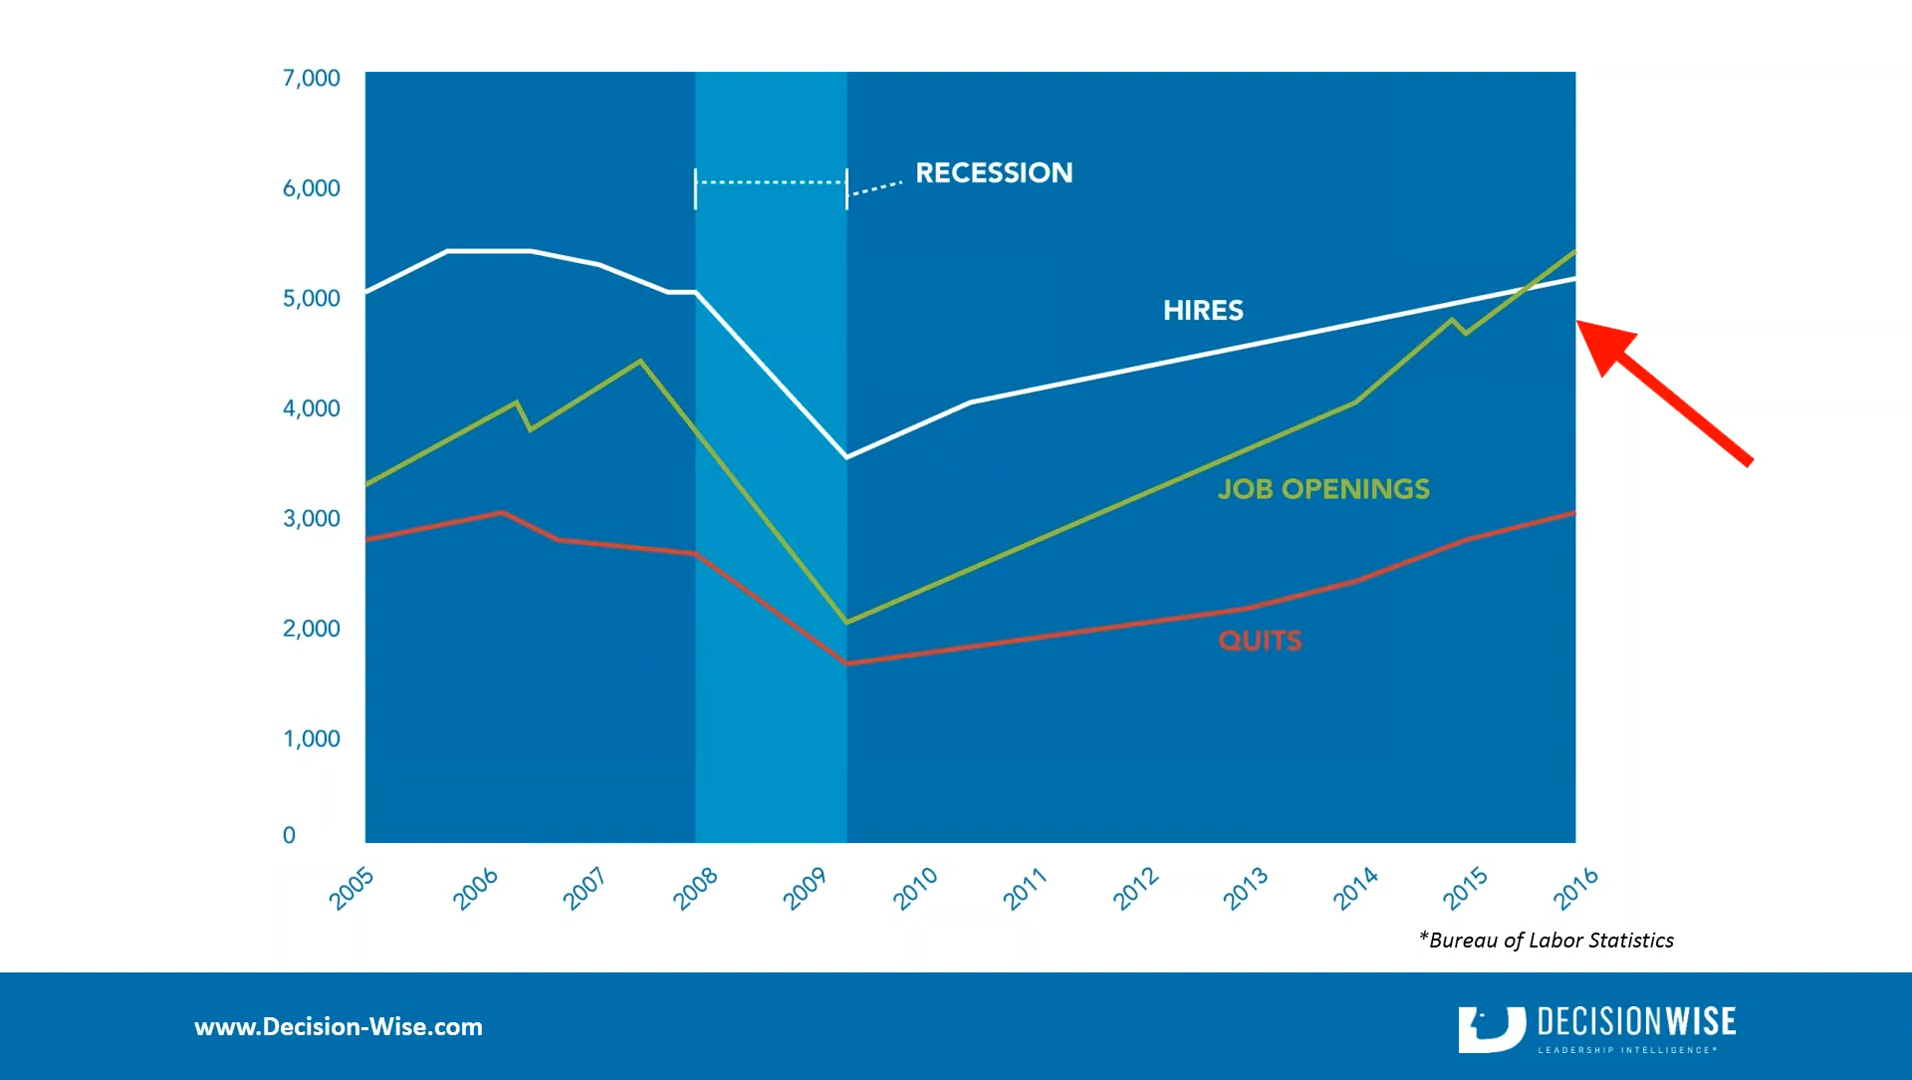 7,000
6,000
5,000
4,000
3,000
2,000
1,000
0
RECESSION
HIRES
JOB OPENINGS
QUITS
2005 2006 2007 2008 2009 2010 2011 2012 2013 2014 2015 2016
*Bureau of Labor Statistics
www.Decision-Wise.com
DECISIONWISE
LEADERSHIP INTELLIGENCE